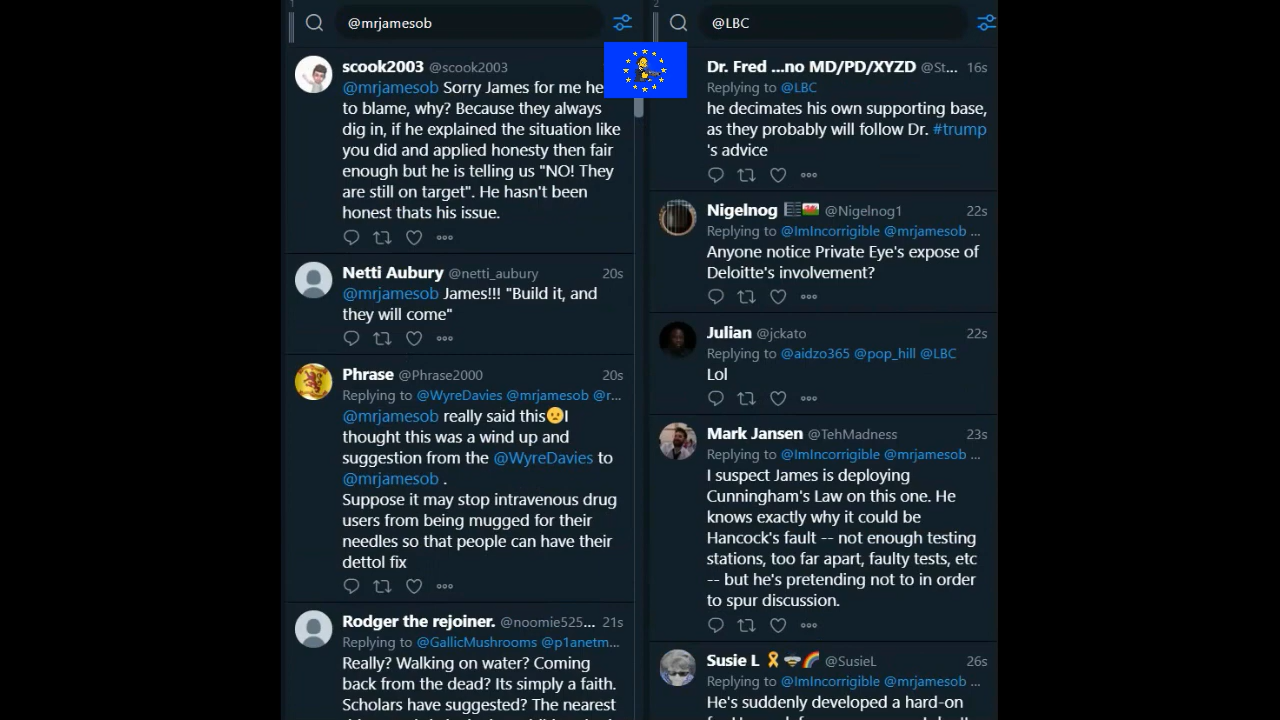 1
@mrjamesob
scook2003 @scook2003
@mrjamesob Sorry James for me he
to blame, why? Because they always
dig in, if he explained the situation like
you did and applied honesty then fair
enough but he is telling us "NO! They
are still on target". He hasn't been
honest thats his issue.
Netti Aubury @netti_aubury 20s
@mrjamesob James!!! "Build it, and
they will come"
Phrase @Phrase2000 20s
Replying to @WyreDavies @mrjamesob @r...
@mrjamesob really said this😟I
thought this was a wind up and
suggestion from the @WyreDavies to
@mrjamesob .
Suppose it may stop intravenous drug
users from being mugged for their
needles so that people can have their
dettol fix
Rodger the rejoiner. @noomie525... 21s
Replying to @GallicMushrooms @p1anetm...
Really? Walking on water? Coming
back from the dead? Its simply a faith.
Scholars have suggested? The nearest
2
@LBC
Dr. Fred ...no MD/PD/XYZD @St... 16s
Replying to @LBC
he decimates his own supporting base,
as they probably will follow Dr. #trump
's advice
Nigelnog @Nigelnog1 22s
Replying to @ImIncorrigible @mrjamesob ...
Anyone notice Private Eye's expose of
Deloitte's involvement?
Julian @jckato 22s
Replying to @aidzo365 @pop_hill @LBC
Lol
Mark Jansen @TehMadness 23s
Replying to @ImIncorrigible @mrjamesob ...
I suspect James is deploying
Cunningham's Law on this one. He
knows exactly why it could be
Hancock's fault -- not enough testing
stations, too far apart, faulty tests, etc
-- but he's pretending not to in order
to spur discussion.
Susie L 🎗🐝🌈 @SusieL 26s
Replying to @ImIncorrigible @mrjamesob ...
He's suddenly developed a hard-on